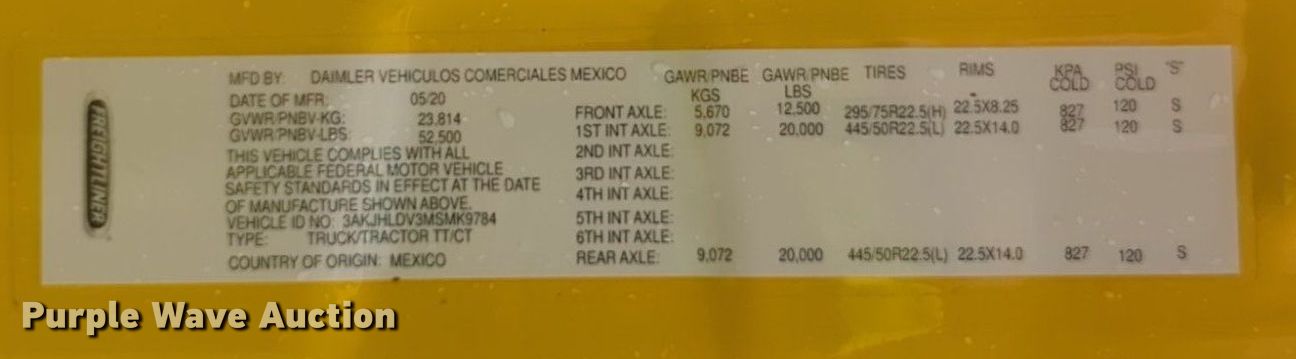 FREIGHTLINER
MFD BY: DAIMLER VEHICULOS COMERCIALES MEXICO
DATE OF MFR: 05/20
GVWR/PNBV-KG: 23,814
GVWR/PNBV-LBS: 52,500
THIS VEHICLE COMPLIES WITH ALL
APPLICABLE FEDERAL MOTOR VEHICLE
SAFETY STANDARDS IN EFFECT AT THE DATE
OF MANUFACTURE SHOWN ABOVE.
VEHICLE ID NO: 3AKJHLDV3MSMK9784
TYPE: TRUCK/TRACTOR TT/CT
COUNTRY OF ORIGIN: MEXICO
GAWR/PNBE GAWR/PNBE TIRES RIMS KPA PSI "S"
KGS LBS COLD COLD
FRONT AXLE: 5,670 12,500 295/75R22.5(H) 22.5X8.25 827 120 S
1ST INT AXLE: 9,072 20,000 445/50R22.5(L) 22.5X14.0 827 120 S
2ND INT AXLE:
3RD INT AXLE:
4TH INT AXLE:
5TH INT AXLE:
6TH INT AXLE:
REAR AXLE: 9,072 20,000 445/50R22.5(L) 22.5X14.0 827 120 S
Purple Wave Auction